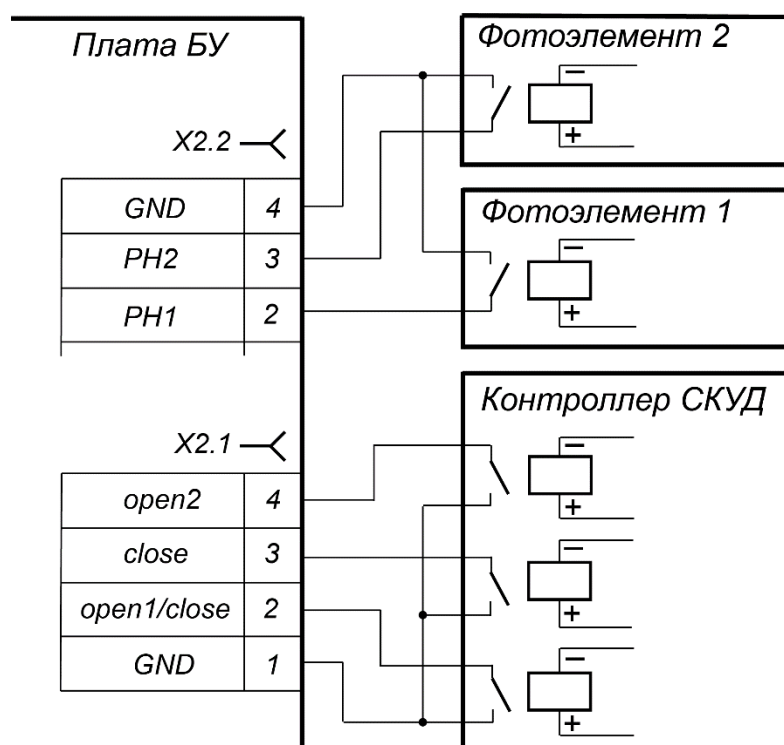 Плата БУ
X2.2
GND 4
PH2 3
PH1 2
X2.1
open2 4
close 3
open1/close 2
GND 1
Фотоэлемент 2
−
+
Фотоэлемент 1
−
+
Контроллер СКУД
−
+
−
+
−
+